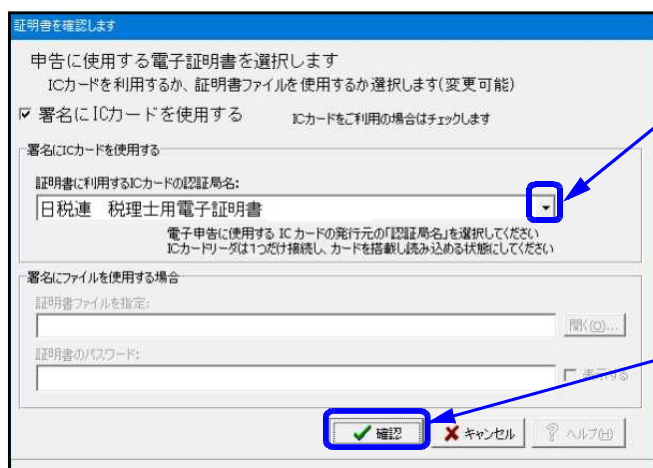 証明書を確認します
申告に使用する電子証明書を選択します
ICカードを利用するか、証明書ファイルを使用するか選択します(変更可能)
署名にICカードを使用する ICカードをご利用の場合はチェックします
署名にICカードを使用する
証明書に利用するICカードの認証局名:
日税連 税理士用電子証明書
電子申告に使用する IC カードの発行元の「認証局名」を選択してください
ICカードリーダは1つだけ接続し、カードを搭載し読み込める状態にしてください
署名にファイルを使用する場合
証明書ファイルを指定:
開く(O)...
証明書のパスワード:
表示する
確認 キャンセル ヘルプ(H)